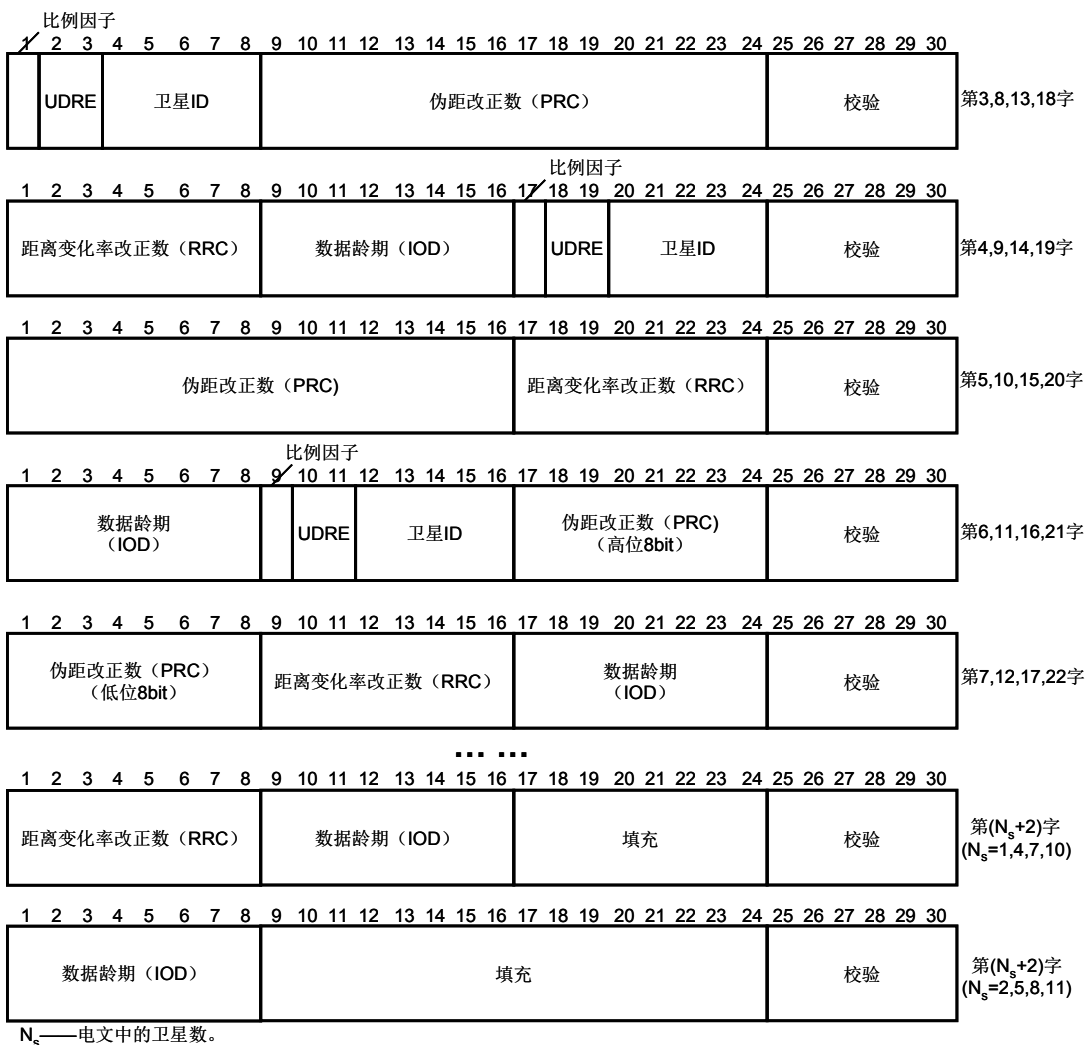 比例因子
1 2 3 4 5 6 7 8 9 10 11 12 13 14 15 16 17 18 19 20 21 22 23 24 25 26 27 28 29 30
UDRE 卫星ID 伪距改正数（PRC） 校验 第3,8,13,18字
比例因子
1 2 3 4 5 6 7 8 9 10 11 12 13 14 15 16 17 18 19 20 21 22 23 24 25 26 27 28 29 30
距离变化率改正数（RRC） 数据龄期（IOD） UDRE 卫星ID 校验 第4,9,14,19字
1 2 3 4 5 6 7 8 9 10 11 12 13 14 15 16 17 18 19 20 21 22 23 24 25 26 27 28 29 30
伪距改正数（PRC) 距离变化率改正数（RRC） 校验 第5,10,15,20字
比例因子
1 2 3 4 5 6 7 8 9 10 11 12 13 14 15 16 17 18 19 20 21 22 23 24 25 26 27 28 29 30
数据龄期
（IOD）
UDRE 卫星ID
伪距改正数（PRC)
（高位8bit）
校验 第6,11,16,21字
1 2 3 4 5 6 7 8 9 10 11 12 13 14 15 16 17 18 19 20 21 22 23 24 25 26 27 28 29 30
伪距改正数（PRC）
（低位8bit）
距离变化率改正数（RRC）
数据龄期
（IOD）
校验 第7,12,17,22字
... ...
1 2 3 4 5 6 7 8 9 10 11 12 13 14 15 16 17 18 19 20 21 22 23 24 25 26 27 28 29 30
距离变化率改正数（RRC） 数据龄期（IOD） 填充 校验
第(Ns+2)字
(Ns=1,4,7,10)
1 2 3 4 5 6 7 8 9 10 11 12 13 14 15 16 17 18 19 20 21 22 23 24 25 26 27 28 29 30
数据龄期（IOD） 填充 校验
第(Ns+2)字
(Ns=2,5,8,11)
Ns——电文中的卫星数。